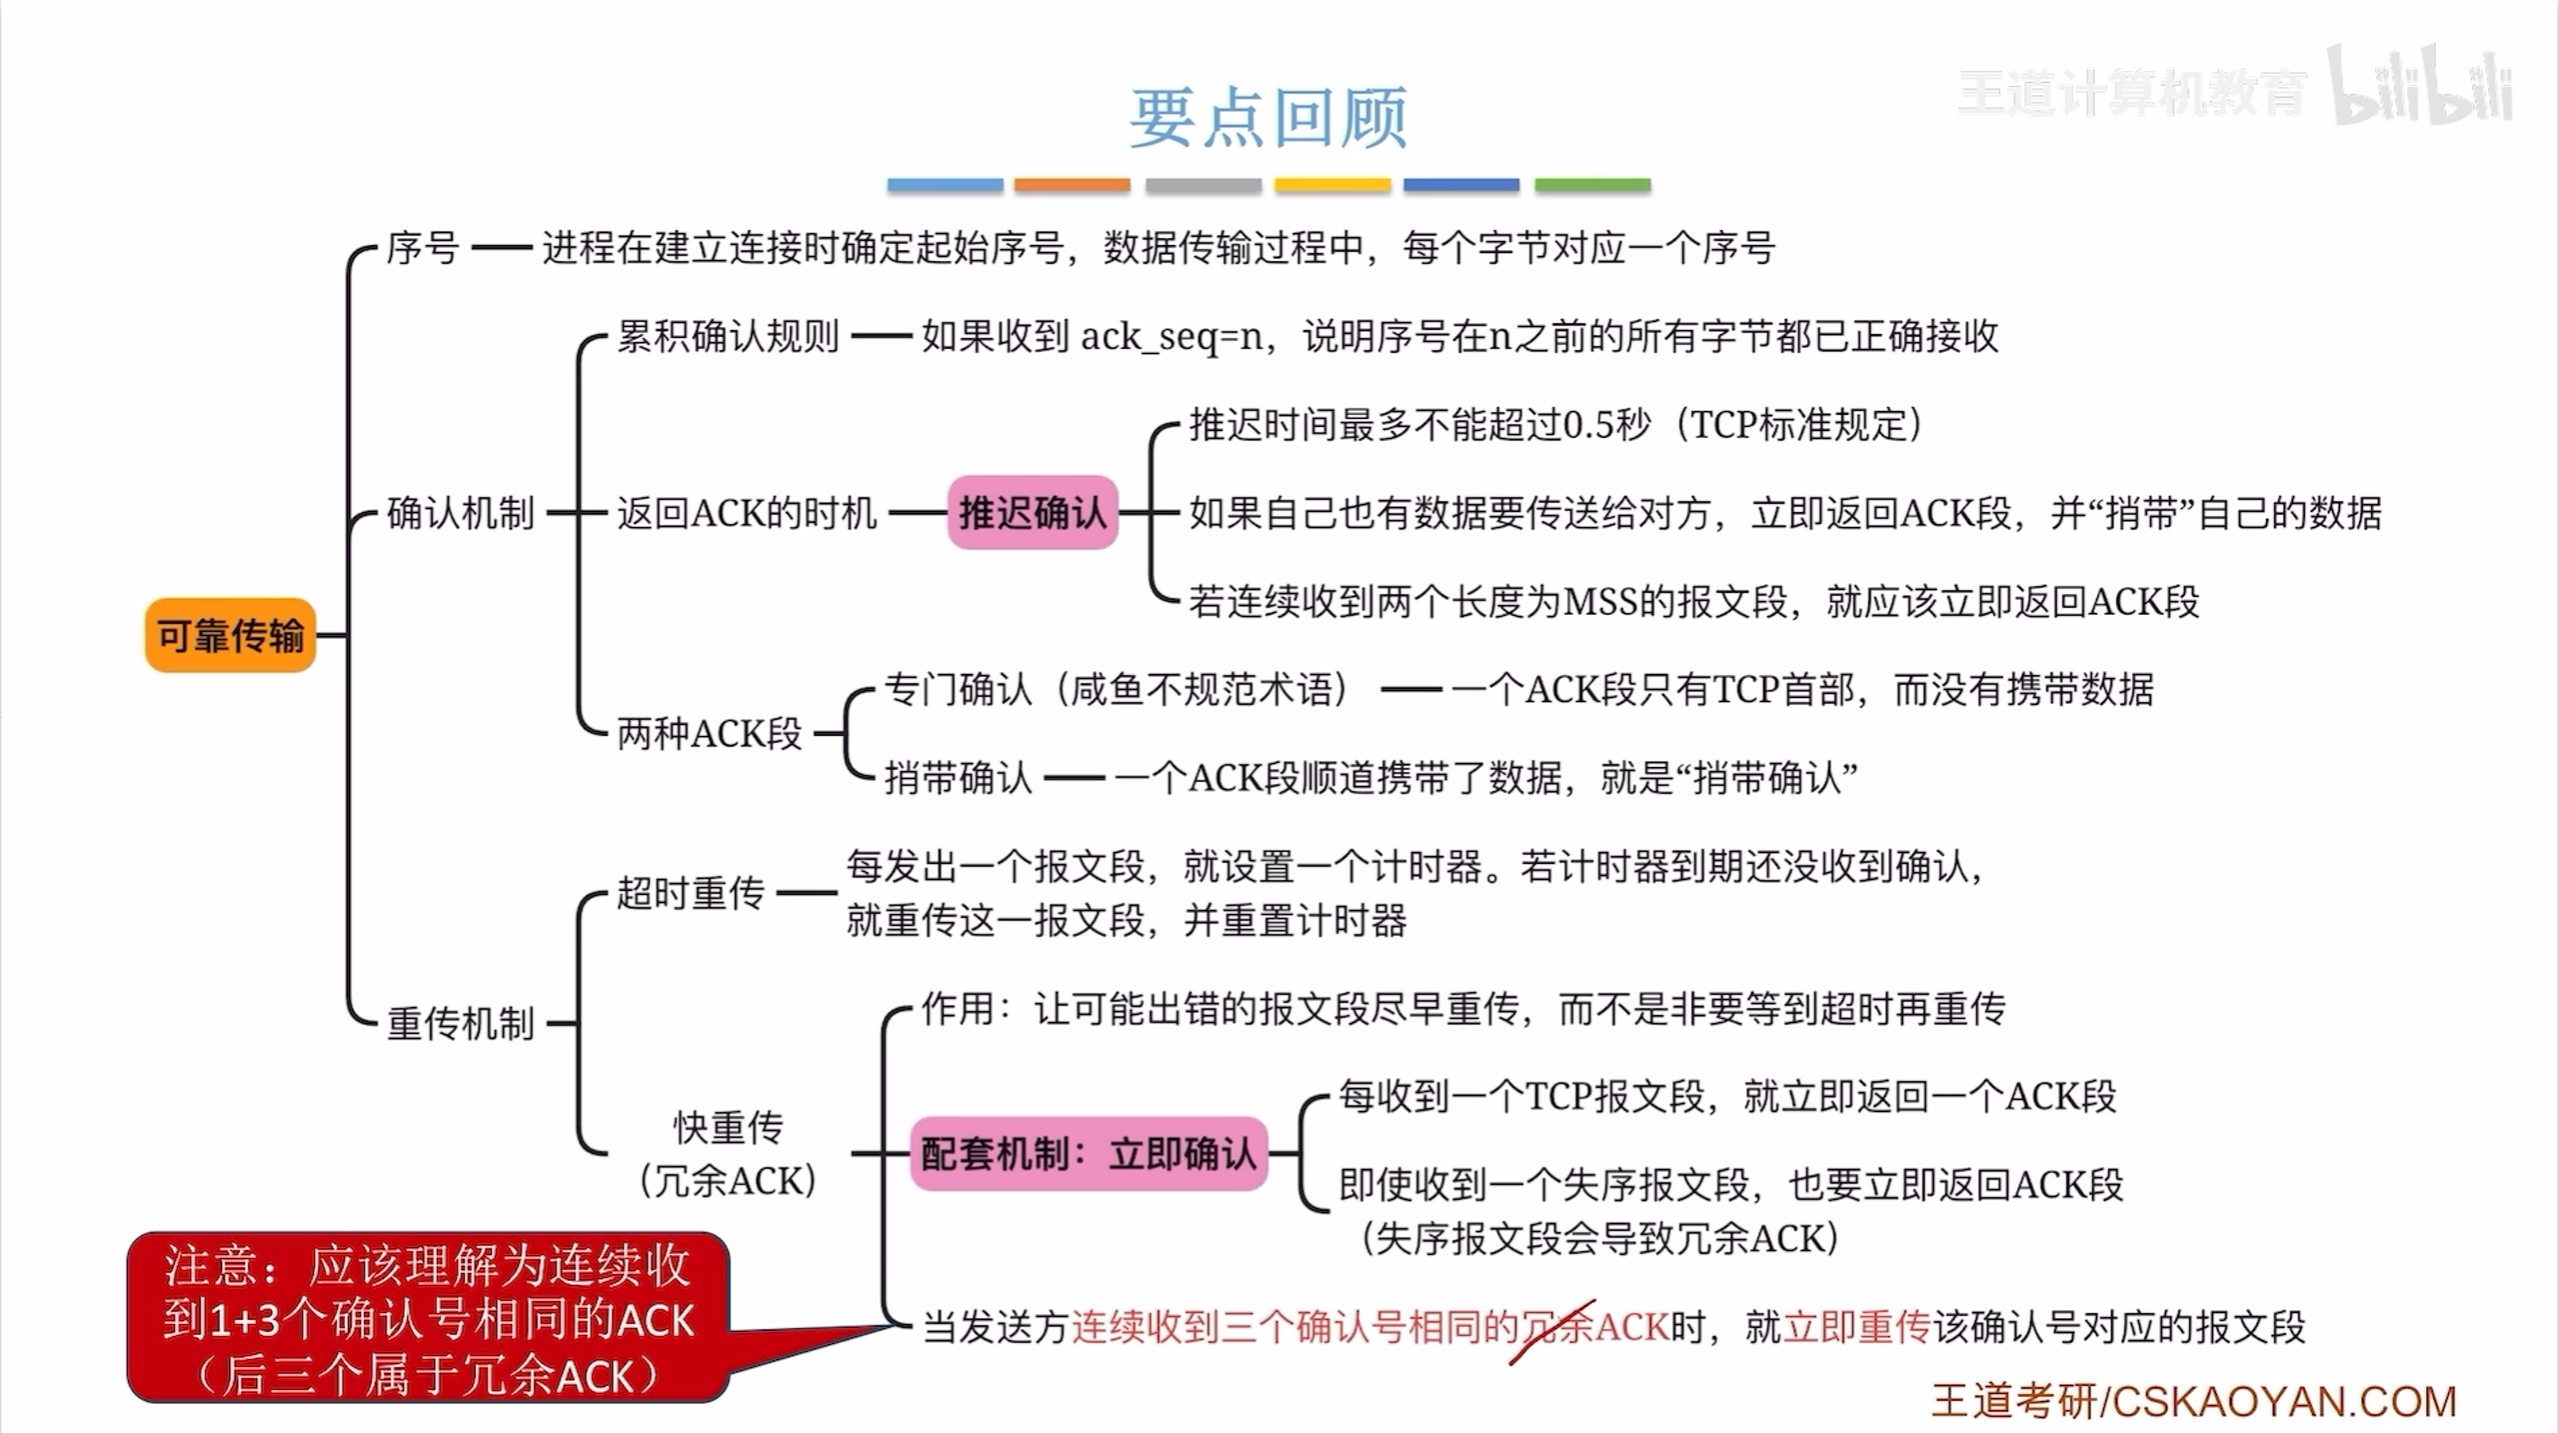 王道计算机教育 bilibili
要点回顾
序号
进程在建立连接时确定起始序号，数据传输过程中，每个字节对应一个序号
累积确认规则
如果收到 ack_seq=n，说明序号在n之前的所有字节都已正确接收
推迟时间最多不能超过0.5秒（TCP标准规定）
确认机制
返回ACK的时机
推迟确认
如果自己也有数据要传送给对方，立即返回ACK段，并“捎带”自己的数据
若连续收到两个长度为MSS的报文段，就应该立即返回ACK段
可靠传输
专门确认（咸鱼不规范术语）
一个ACK段只有TCP首部，而没有携带数据
两种ACK段
捎带确认
一个ACK段顺道携带了数据，就是“捎带确认”
超时重传
每发出一个报文段，就设置一个计时器。若计时器到期还没收到确认，
就重传这一报文段，并重置计时器
重传机制
作用：让可能出错的报文段尽早重传，而不是非要等到超时再重传
快重传
（冗余ACK）
配套机制：立即确认
每收到一个TCP报文段，就立即返回一个ACK段
即使收到一个失序报文段，也要立即返回ACK段
（失序报文段会导致冗余ACK）
注意：应该理解为连续收
到1+3个确认号相同的ACK
（后三个属于冗余ACK）
当发送方连续收到三个确认号相同的冗余ACK时，就立即重传该确认号对应的报文段
王道考研/CSKAOYAN.COM